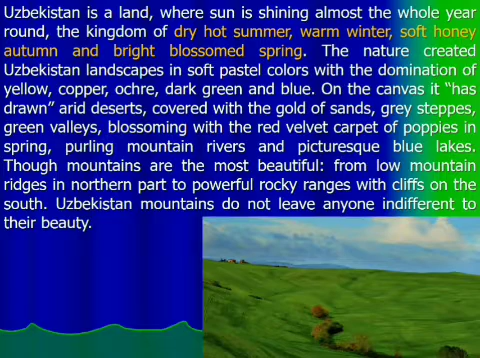 Uzbekistan is a land, where sun is shining almost the whole year
round, the kingdom of dry hot summer, warm winter, soft honey
autumn and bright blossomed spring. The nature created
Uzbekistan landscapes in soft pastel colors with the domination of
yellow, copper, ochre, dark green and blue. On the canvas it “has
drawn” arid deserts, covered with the gold of sands, grey steppes,
green valleys, blossoming with the red velvet carpet of poppies in
spring, purling mountain rivers and picturesque blue lakes.
Though mountains are the most beautiful: from low mountain
ridges in northern part to powerful rocky ranges with cliffs on the
south. Uzbekistan mountains do not leave anyone indifferent to
their beauty.